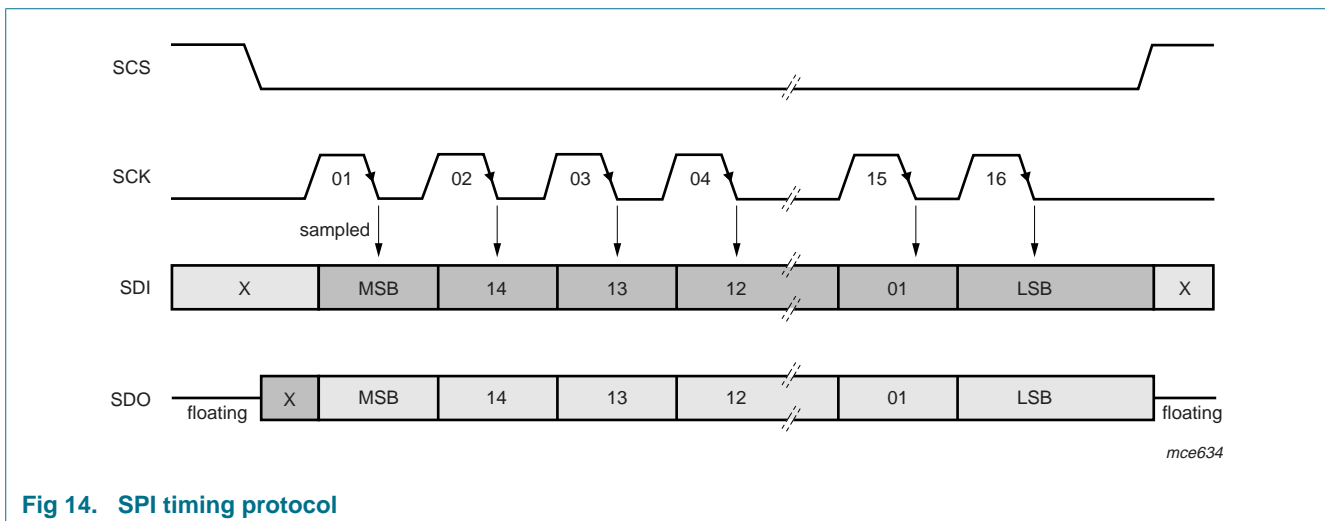 SCS
SCK
01 02 03 04 15 16
sampled
SDI
X MSB 14 13 12 01 LSB X
SDO
floating
X MSB 14 13 12 01 LSB
floating
mce634
Fig 14. SPI timing protocol